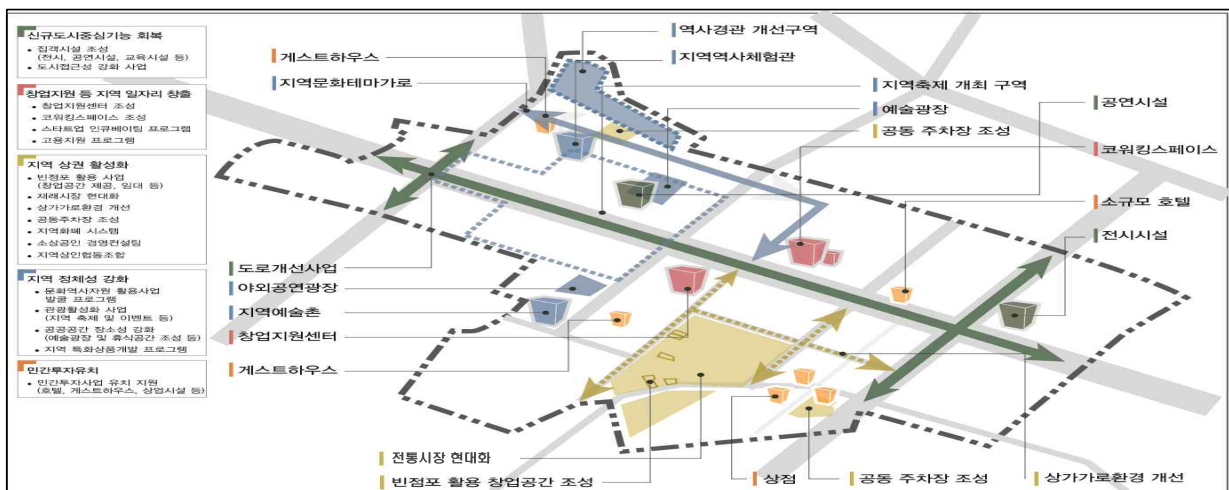 신규도시중심기능 회복
• 집객시설 조성
(전시, 공연시설, 교육시설 등)
• 도시접근성 강화 사업
창업지원 등 지역 일자리 창출
• 창업지원센터 조성
• 코워킹스페이스 조성
• 스타트업 인큐베이팅 프로그램
• 고용지원 프로그램
지역 상권 활성화
• 빈점포 활용 사업
(창업공간 제공, 임대 등)
• 재래시장 현대화
• 상가가로환경 개선
• 공동주차장 조성
• 지역화폐 시스템
• 소상공인 경영컨설팅
• 지역상인협동조합
지역 정체성 강화
• 문화역사자원 활용사업
발굴 프로그램
• 관광활성화 사업
(지역 축제 및 이벤트 등)
• 공공공간 장소성 강화
(예술광장 및 휴식공간 조성 등)
• 지역 특화상품개발 프로그램
민간투자유치
• 민간투자사업 유치 지원
(호텔, 게스트하우스, 상업시설 등)
역사경관 개선구역
게스트하우스
지역역사체험관
지역문화테마가로
지역축제 개최 구역
예술광장
공연시설
공동 주차장 조성
코워킹스페이스
소규모 호텔
전시시설
도로개선사업
야외공연광장
지역예술촌
창업지원센터
게스트하우스
전통시장 현대화
빈점포 활용 창업공간 조성
상점
공동 주차장 조성
상가가로환경 개선